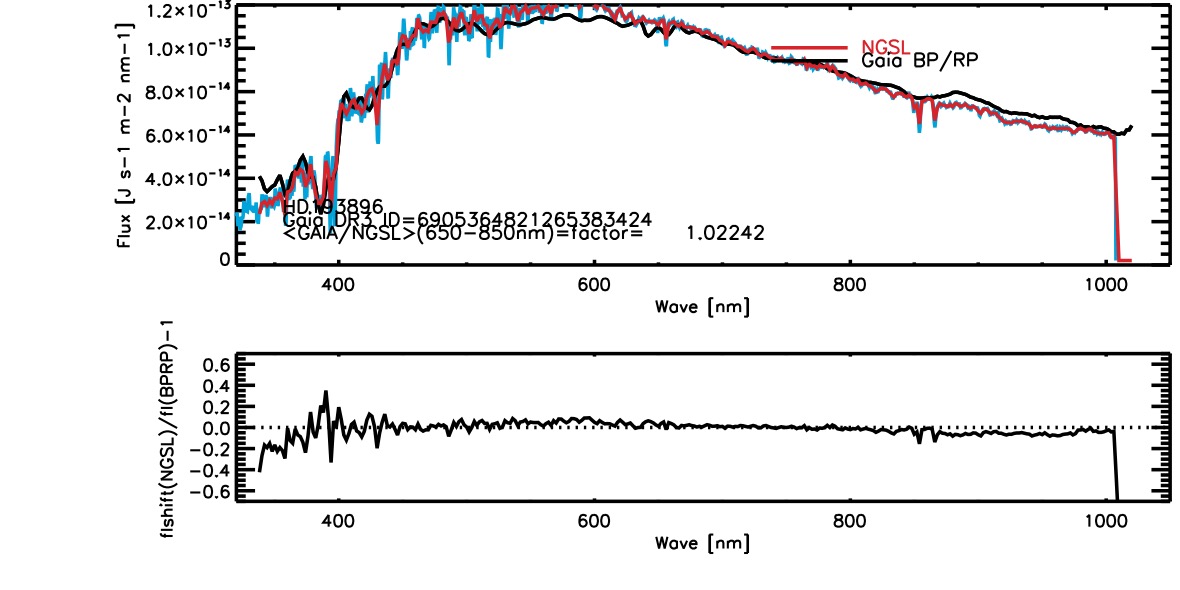 1.2×10−13
1.0×10−13
8.0×10−14
6.0×10−14
4.0×10−14
2.0×10−14
0
Flux [J s−1 m−2 nm−1]
NGSL
Gaia BP/RP
HD193896
Gaia DR3 ID=6905364821265383424
<GAIA/NGSL>(650−850nm)=factor= 1.02242
400 600 800 1000
Wave [nm]
flshift(NGSL)/fl(BPRP)−1
0.6
0.4
0.2
0.0
−0.2
−0.4
−0.6
400 600 800 1000
Wave [nm]